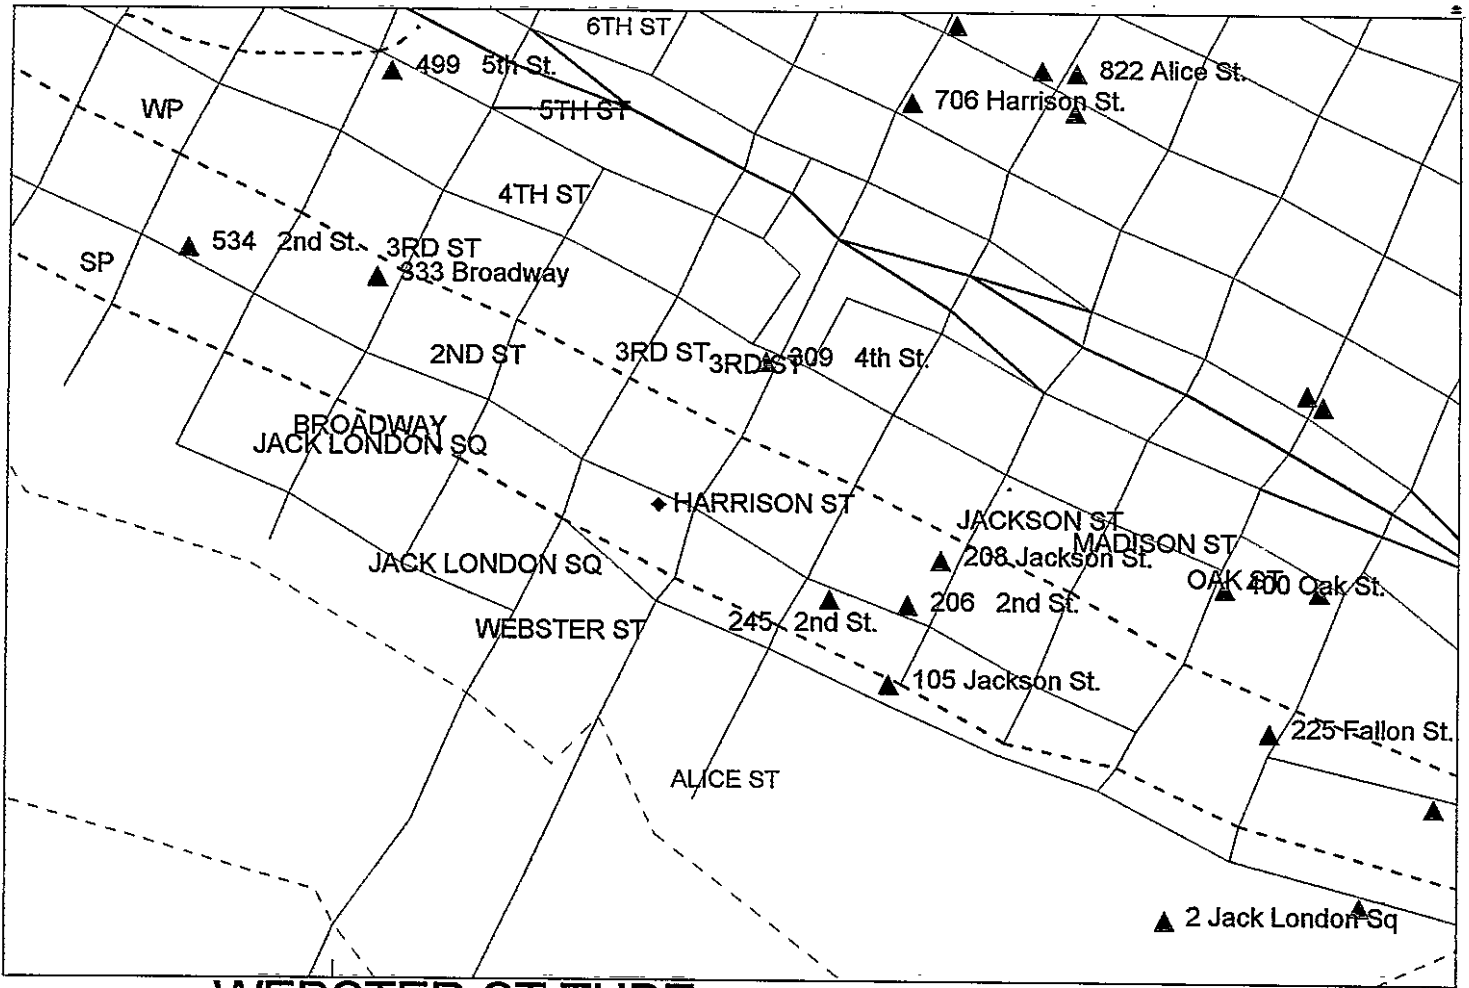 6TH ST
499 5th St.
822 Alice St.
706 Harrison St.
WP
5TH ST
4TH ST
534 2nd St.
3RD ST
333 Broadway
SP
2ND ST
3RD ST
3RD ST
309 4th St.
BROADWAY
JACK LONDON SQ
HARRISON ST
JACKSON ST
MADISON ST
208 Jackson St.
JACK LONDON SQ
OAK ST
400 Oak St.
206 2nd St.
245 2nd St.
WEBSTER ST
105 Jackson St.
225 Fallon St.
ALICE ST
2 Jack London Sq
WEBSTER ST TUBE